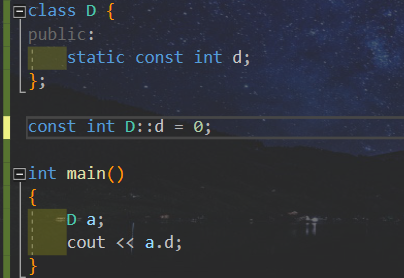 class D {
public:
    static const int d;
};
const int D::d = 0;
int main()
{
    D a;
    cout << a.d;
}